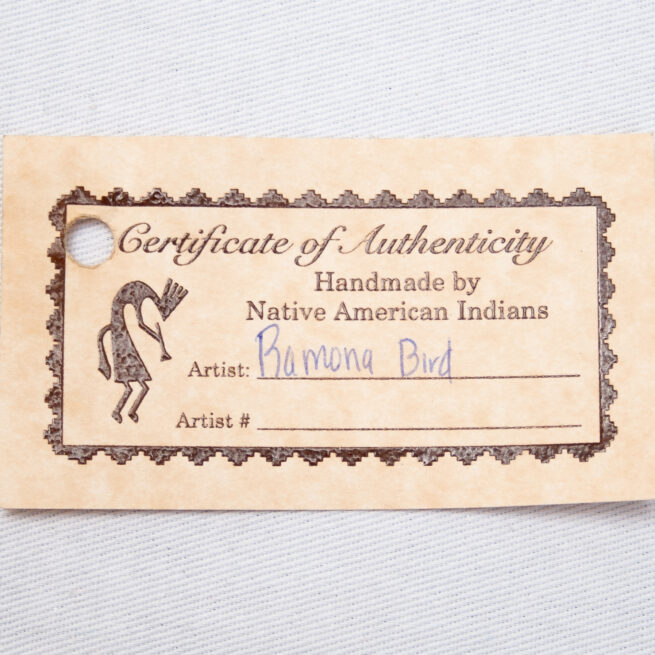 Certificate of Authenticity
Handmade by
Native American Indians
Artist: Ramona Bird
Artist #